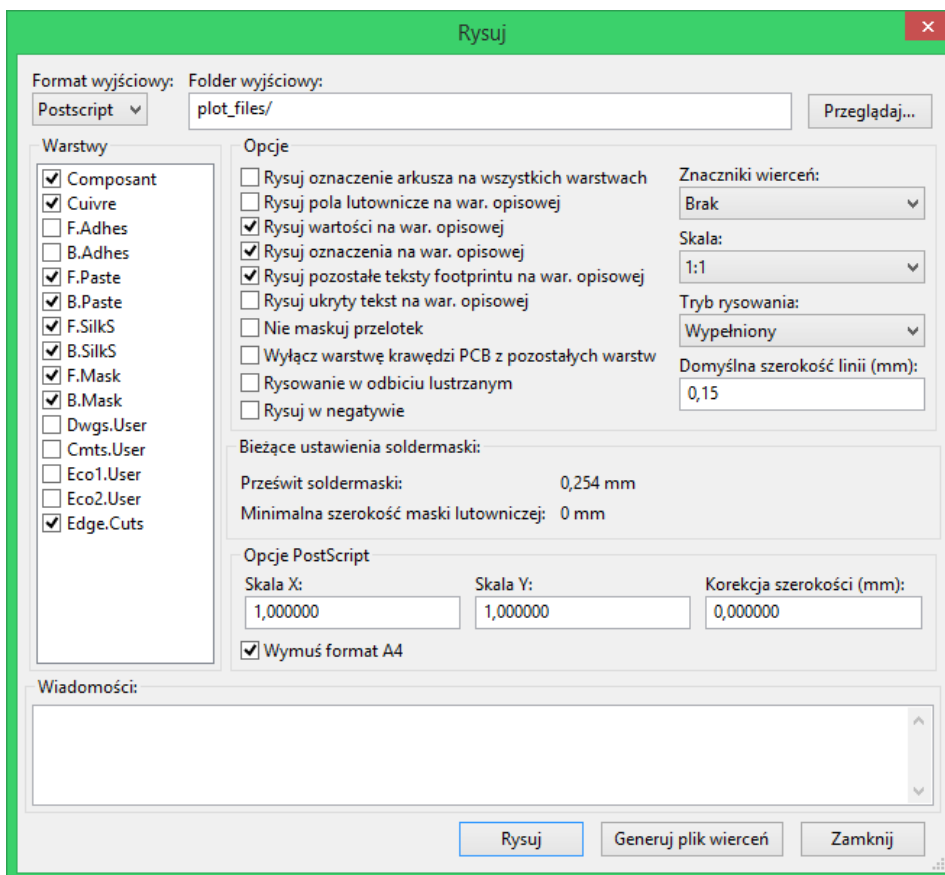 Rysuj
Format wyjściowy: Folder wyjściowy:
Postscript plot_files/ Przeglądaj...
Warstwy
Composant
Cuivre
F.Adhes
B.Adhes
F.Paste
B.Paste
F.SilkS
B.SilkS
F.Mask
B.Mask
Dwgs.User
Cmts.User
Eco1.User
Eco2.User
Edge.Cuts
Opcje
Rysuj oznaczenie arkusza na wszystkich warstwach
Rysuj pola lutownicze na war. opisowej
Rysuj wartości na war. opisowej
Rysuj oznaczenia na war. opisowej
Rysuj pozostałe teksty footprintu na war. opisowej
Rysuj ukryty tekst na war. opisowej
Nie maskuj przelotek
Wyłącz warstwę krawędzi PCB z pozostałych warstw
Rysowanie w odbiciu lustrzanym
Rysuj w negatywie
Znaczniki wierceń:
Brak
Skala:
1:1
Tryb rysowania:
Wypełniony
Domyślna szerokość linii (mm):
0,15
Bieżące ustawienia soldermaski:
Prześwit soldermaski: 0,254 mm
Minimalna szerokość maski lutowniczej: 0 mm
Opcje PostScript
Skala X: Skala Y: Korekcja szerokości (mm):
1,000000 1,000000 0,000000
Wymuś format A4
Wiadomości:
Rysuj Generuj plik wierceń Zamknij